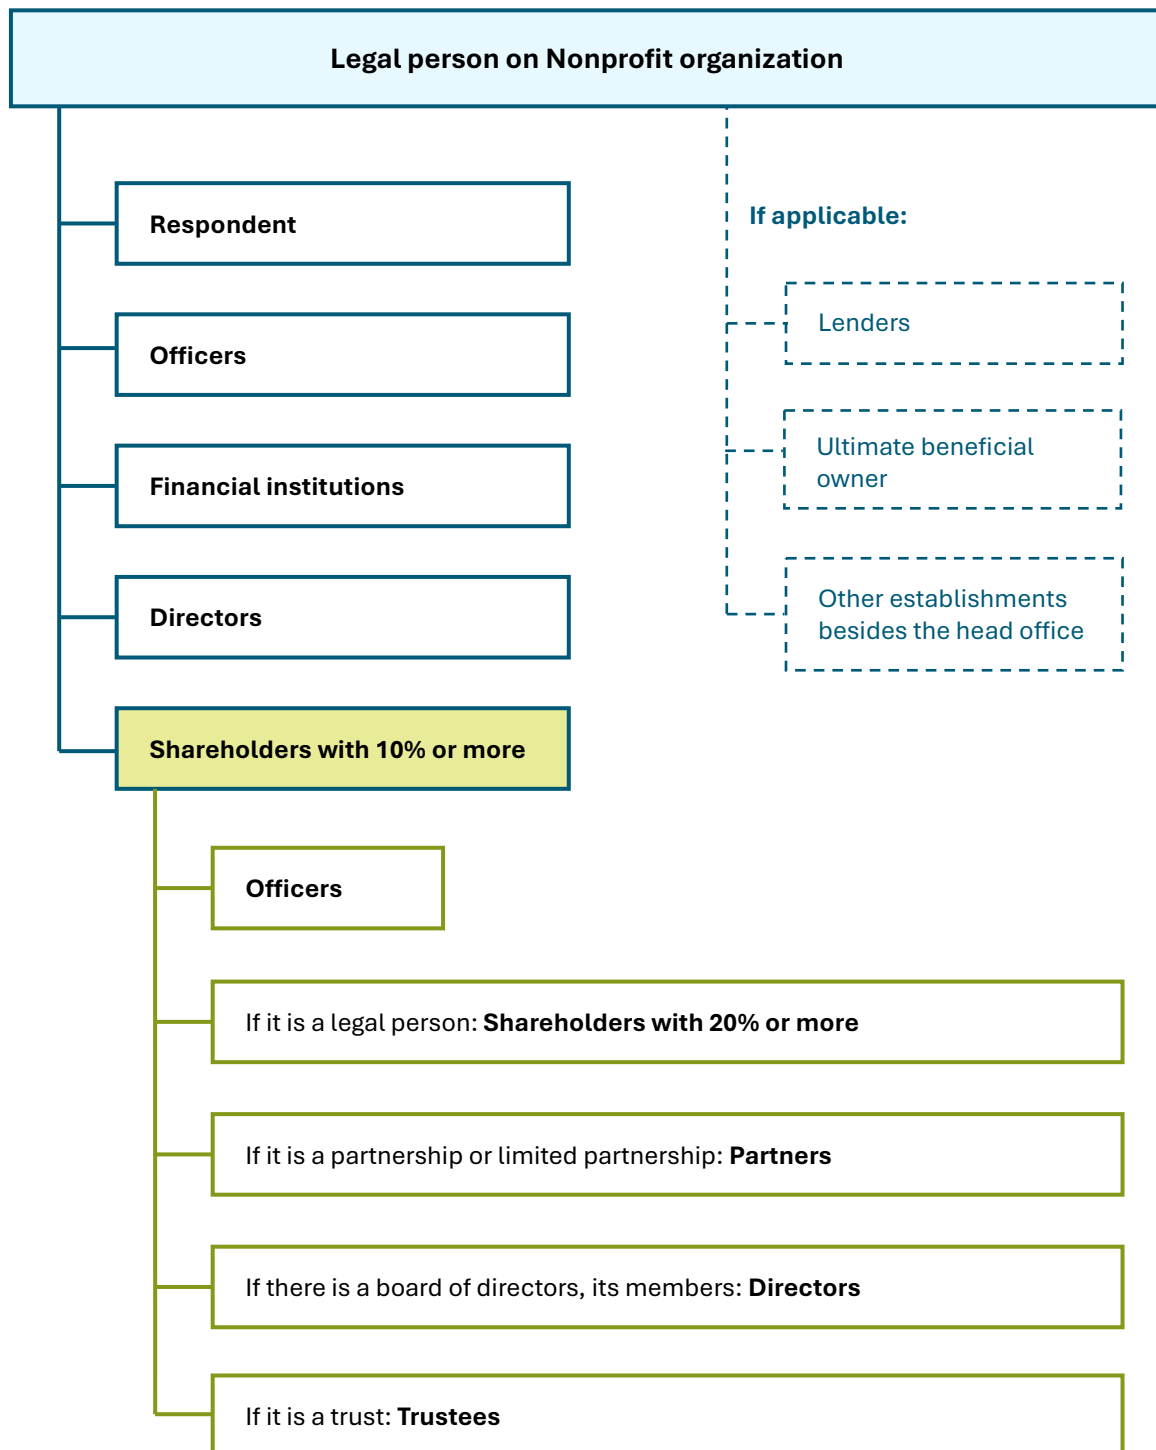 Legal person on Nonprofit organization
Respondent
Officers
Financial institutions
Directors
Shareholders with 10% or more
If applicable:
Lenders
Ultimate beneficial
owner
Other establishments
besides the head office
Officers
If it is a legal person: Shareholders with 20% or more
If it is a partnership or limited partnership: Partners
If there is a board of directors, its members: Directors
If it is a trust: Trustees